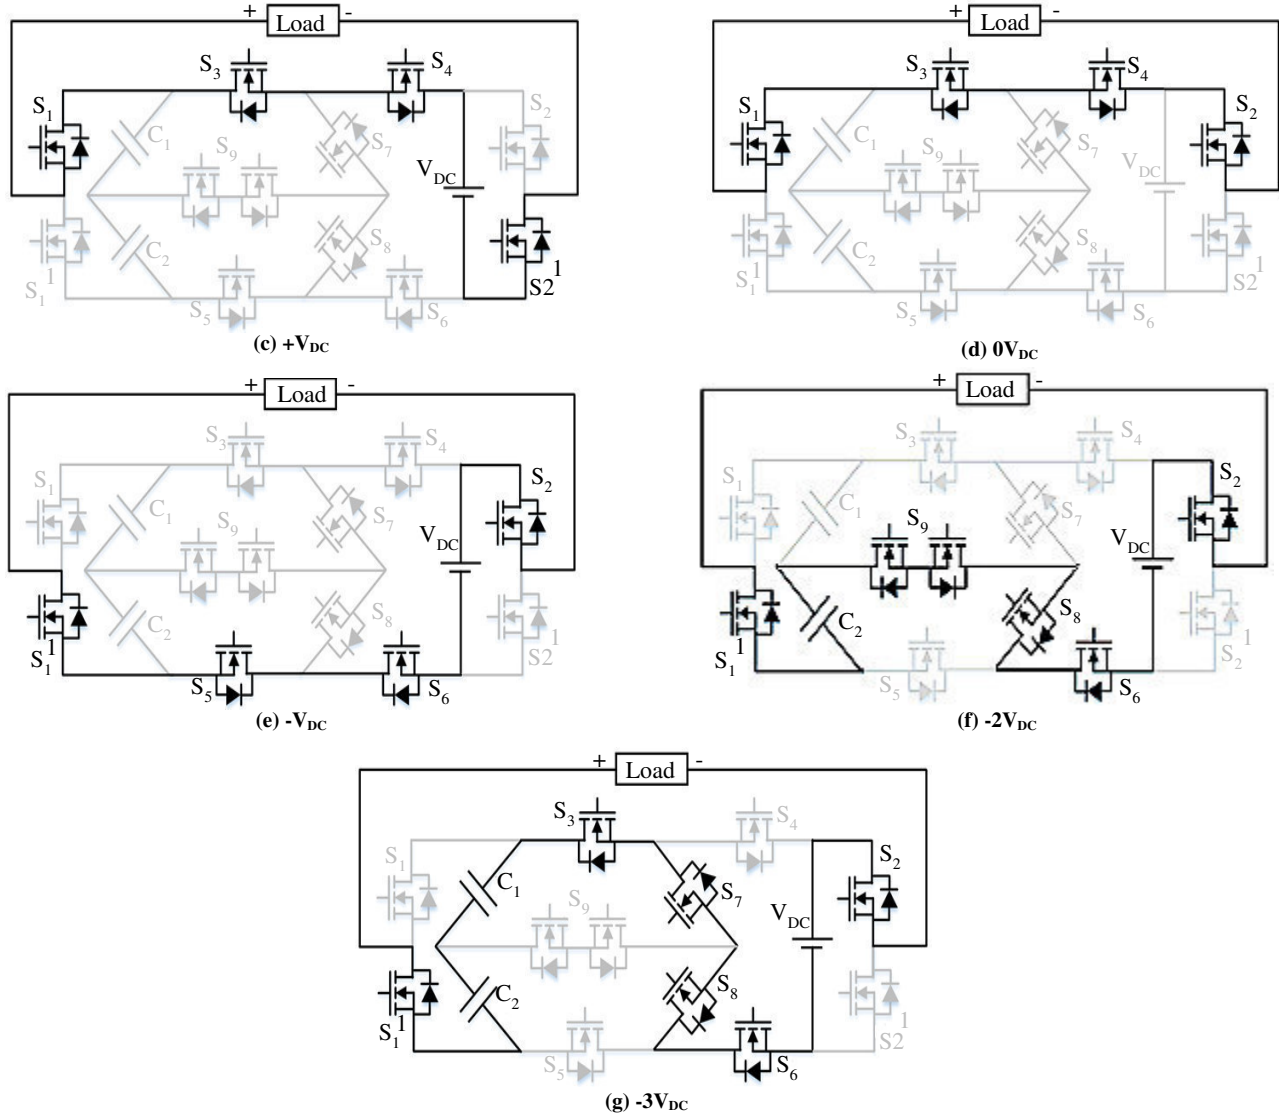 + Load -
S3 S4
S1 S2
C1 S9 S7
VDC
C2 S8
S1 1 S2 1
S5 S6
(c) +VDC
+ Load -
S3 S4
S1 S2
C1 S9 S7
VDC
C2 S8
S1 1 S2 1
S5 S6
(d) 0VDC
+ Load -
S3 S4
S1 S2
C1 S9 S7
VDC
C2 S8
S1 1 S2 1
S5 S6
(e) -VDC
+ Load -
S3 S4
S1 S2
C1 S9 S7
VDC
C2 S8
S1 1 S2 1
S5 S6
(f) -2VDC
+ Load -
S3 S4
S1 S2
C1 S9 S7
VDC
C2 S8
S1 1 S2 1
S5 S6
(g) -3VDC